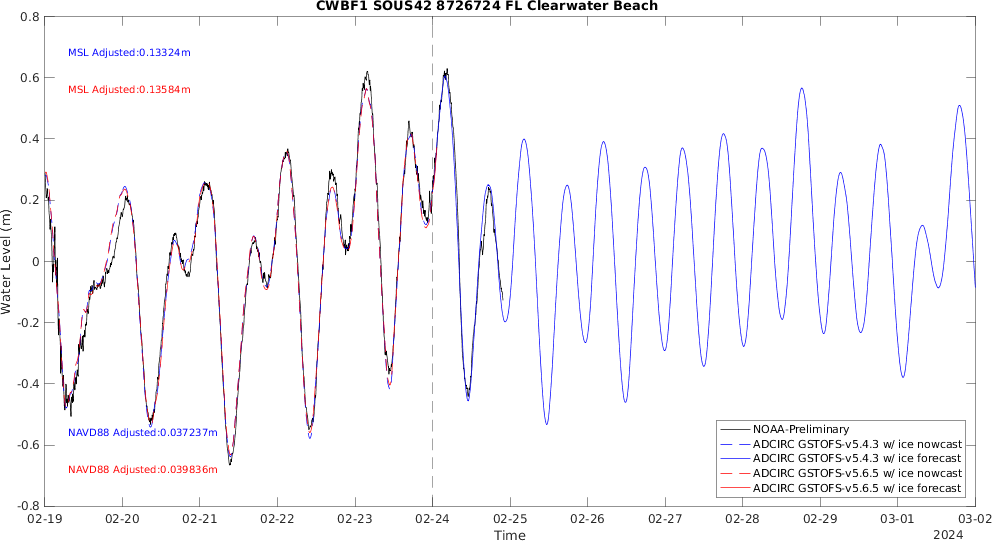 CWBF1 SOUS42 8726724 FL Clearwater Beach
0.8
0.6
0.4
0.2
0
-0.2
-0.4
-0.6
-0.8
Water Level (m)
MSL Adjusted:0.13324m
MSL Adjusted:0.13584m
NAVD88 Adjusted:0.037237m
NAVD88 Adjusted:0.039836m
NOAA-Preliminary
ADCIRC GSTOFS-v5.4.3 w/ ice nowcast
ADCIRC GSTOFS-v5.4.3 w/ ice forecast
ADCIRC GSTOFS-v5.6.5 w/ ice nowcast
ADCIRC GSTOFS-v5.6.5 w/ ice forecast
02-19 02-20 02-21 02-22 02-23 02-24 02-25 02-26 02-27 02-28 02-29 03-01 03-02
Time
2024